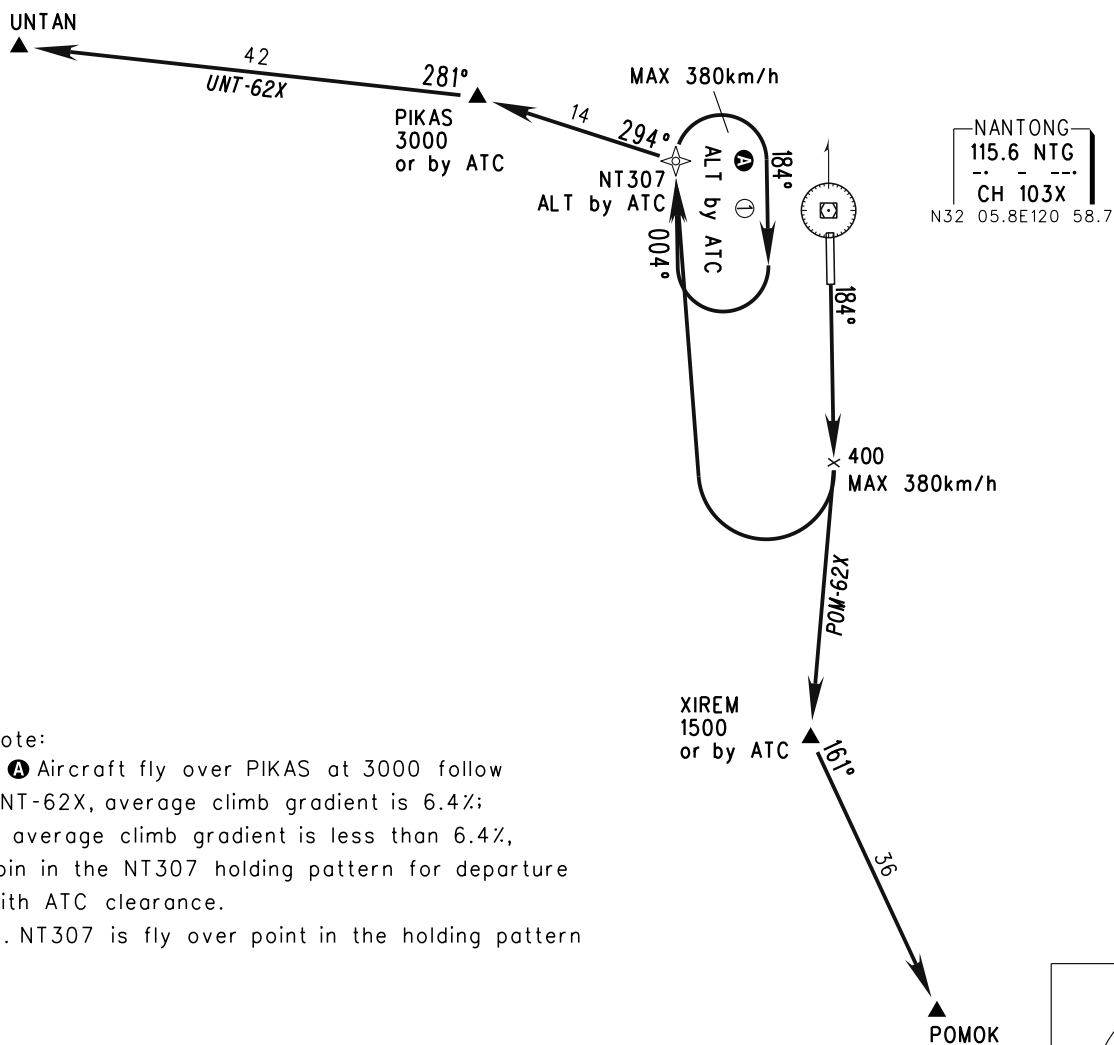 UNTAN
42
UNT-62X
281°
PIKAS
3000
or by ATC
14
294°
MAX 380km/h
NT307
ALT by ATC
004°
A
ALT by ATC
1
184°
NANTONG
115.6 NTG
-· - --·
CH 103X
N32 05.8E120 58.7
184°
400
MAX 380km/h
POM-62X
XIREM
1500
or by ATC
161°
36
POMOK
ote:
A Aircraft fly over PIKAS at 3000 follow
NT-62X, average climb gradient is 6.4%;
average climb gradient is less than 6.4%,
oin in the NT307 holding pattern for departure
ith ATC clearance.
. NT307 is fly over point in the holding pattern